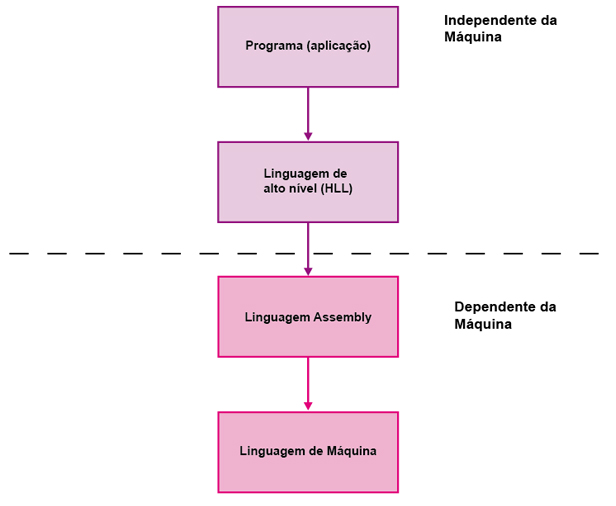 Independente da
Máquina
Programa (aplicação)
Linguagem de
alto nível (HLL)
Linguagem Assembly
Dependente da
Máquina
Linguagem de Máquina